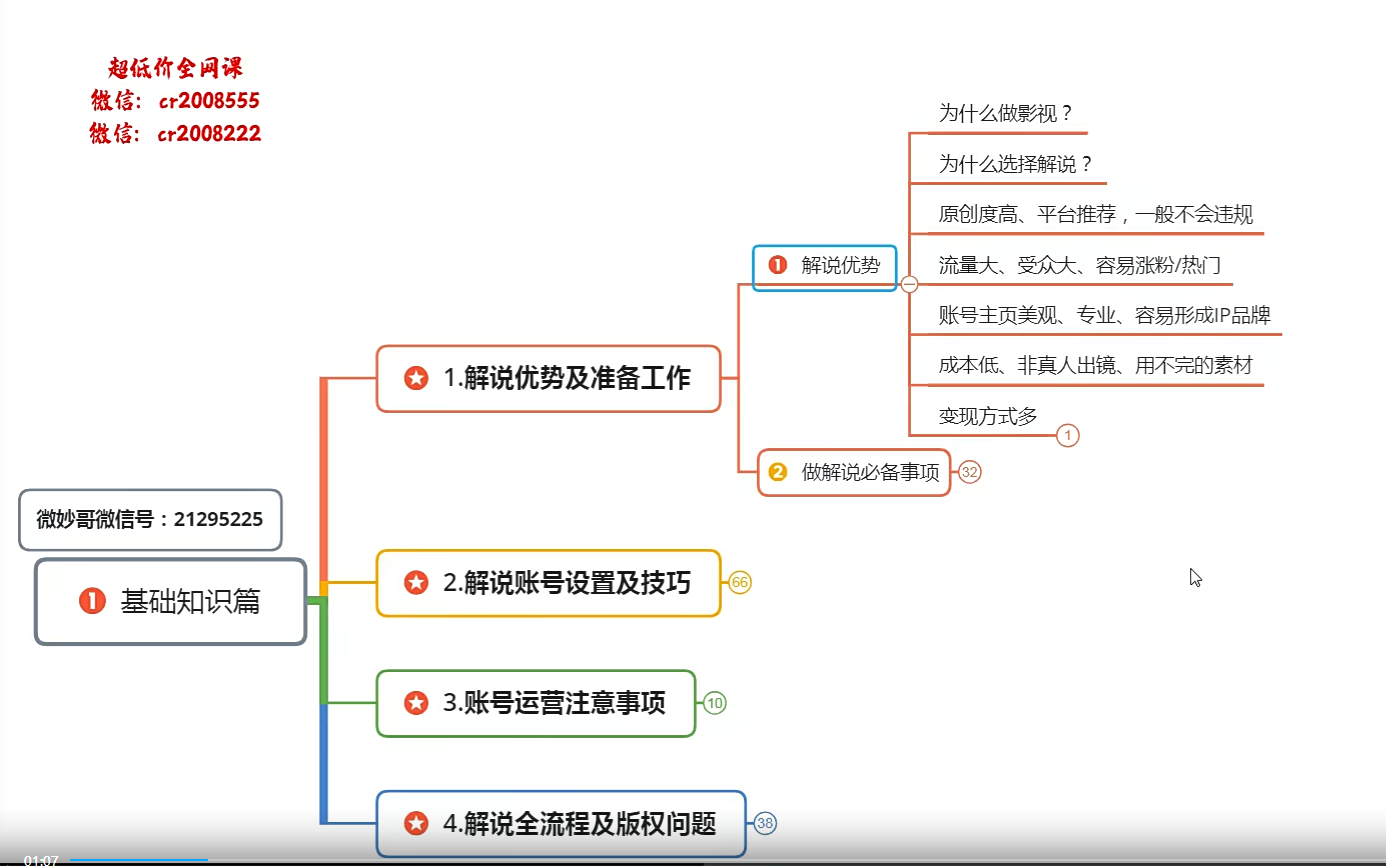 超低价全网课
微信: cr2008555
微信: cr2008222
为什么做影视？
为什么选择解说？
原创度高、平台推荐，一般不会违规
❶ 解说优势
流量大、受众大、容易涨粉/热门
账号主页美观、专业、容易形成IP品牌
1.解说优势及准备工作
成本低、非真人出镜、用不完的素材
变现方式多
1
❷ 做解说必备事项
32
微妙哥微信号：21295225
❶ 基础知识篇
2.解说账号设置及技巧
66
3.账号运营注意事项
10
4.解说全流程及版权问题
38
01:07